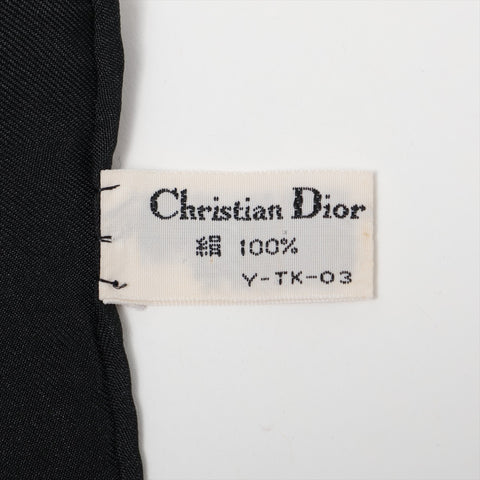 Christian Dior
絹 100%
Y-TK-03